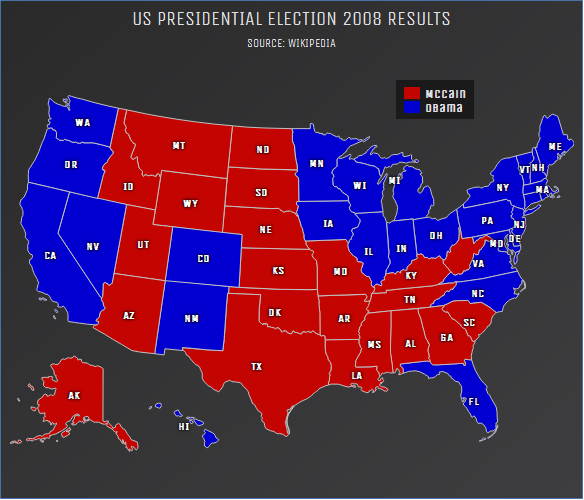 US PRESIDENTIAL ELECTION 2008 RESULTS
SOURCE: WIKIPEDIA
McCain
Obama
WA
ME
MT
ND
OR
MN
VT NH
ID
SD
WI
MI
NY
MA
WY
NE
IA
PA
NJ
NV
UT
OH
MD DE
CA
CO
IL
IN
VA
KS
MO
KY
NC
AZ
NM
OK
AR
TN
SC
MS
AL
GA
TX
LA
AK
FL
HI